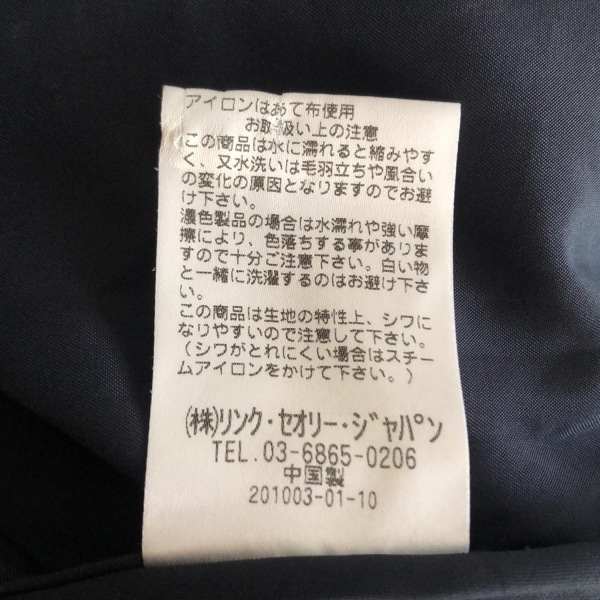 アイロンはあて布使用
お取扱い上の注意
この商品は水に濡れると縮みやす
く、又水洗いは毛羽立ちや風合い
の変化の原因となりますのでお避
け下さい。
濃色製品の場合は水濡れや強い摩
擦により、色落ちする事がありま
すので十分ご注意下さい。白い物
と一緒に洗濯するのはお避け下さ
い。
この商品は生地の特性上、シワに
なりやすいので注意して下さい。
(シワがとれにくい場合はスチー
ムアイロンをかけて下さい。)
(株)リンク・セオリー・ジャパン
TEL.03-6865-0206
中国製
201003-01-10